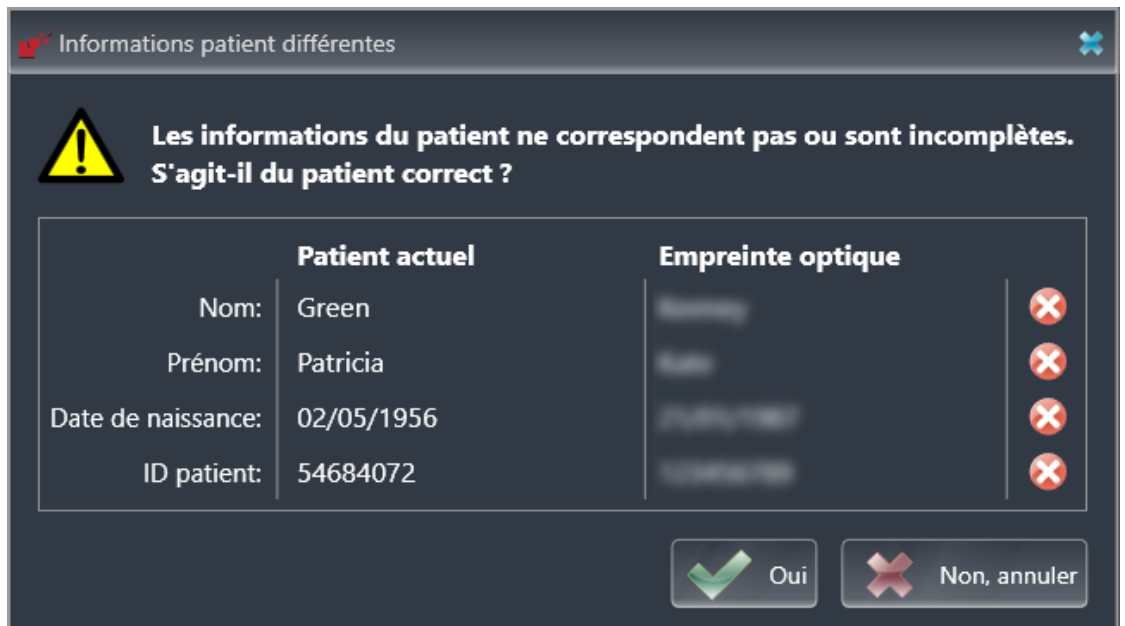 Informations patient différentes
Les informations du patient ne correspondent pas ou sont incomplètes.
S'agit-il du patient correct ?
Patient actuel Empreinte optique
Nom: Green
Prénom: Patricia
Date de naissance: 02/05/1956
ID patient: 54684072
Oui Non, annuler